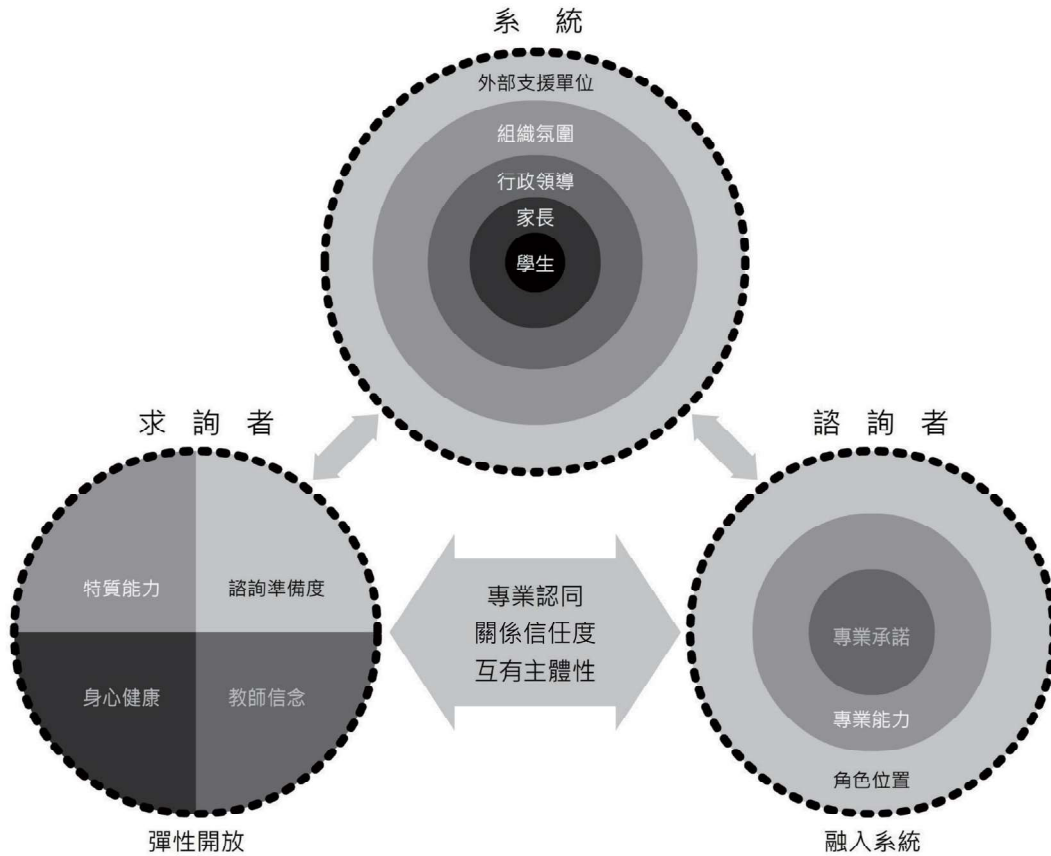 系統
外部支援單位
組織氛圍
行政領導
家長
學生
求詢者
諮詢者
特質能力
諮詢準備度
身心健康
教師信念
專業認同
關係信任度
互有主體性
專業承諾
專業能力
角色位置
彈性開放
融入系統